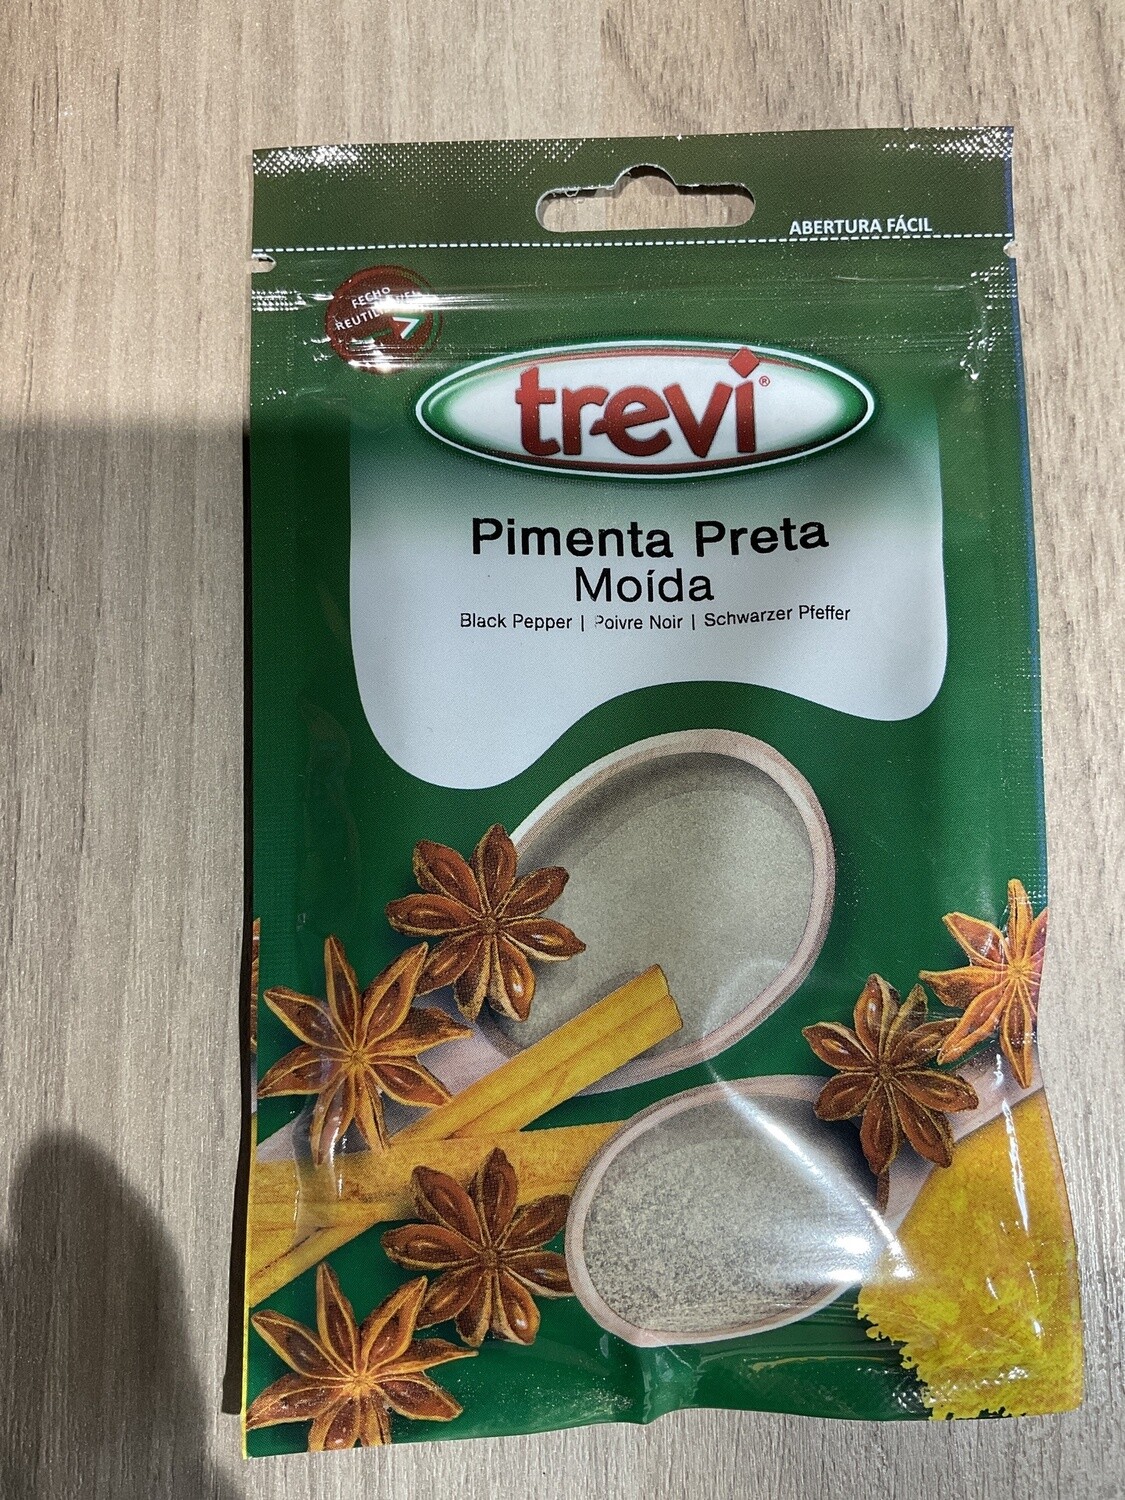 ABERTURA FÁCIL
FECHO
trevi®
Pimenta Preta
Moída
Black Pepper | Poivre Noir | Schwarzer Pfeffer